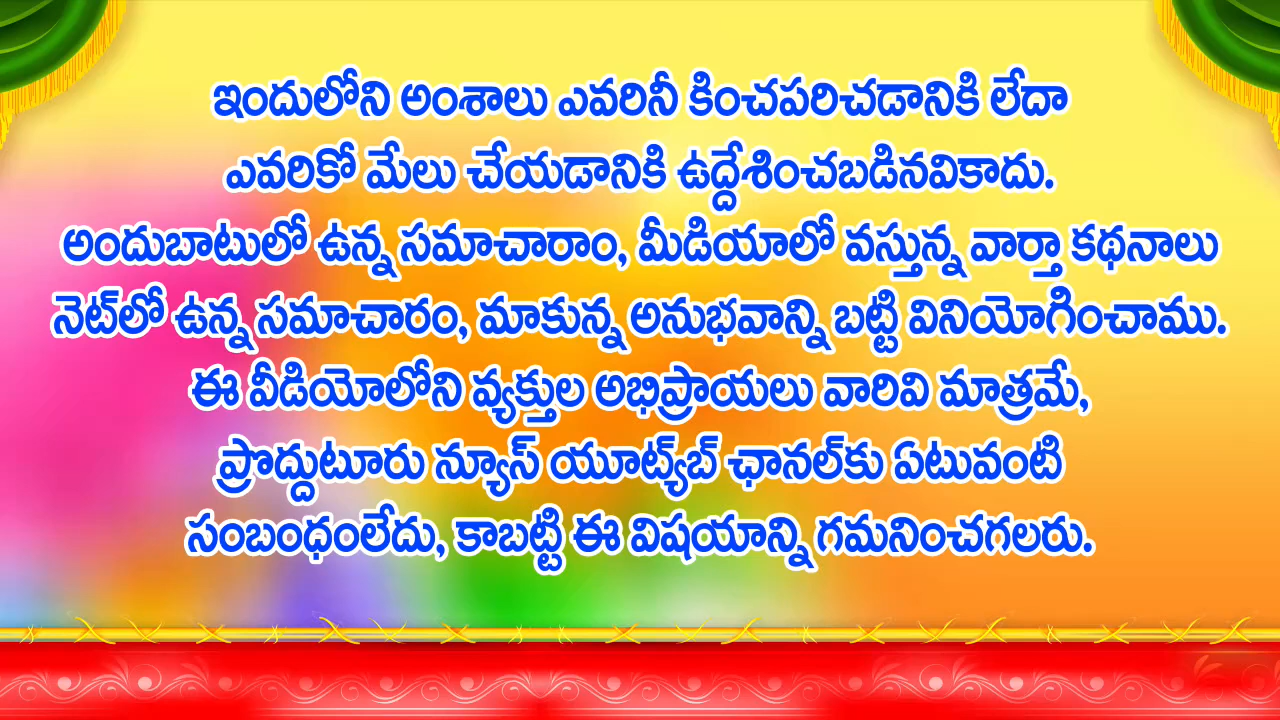 ఇందులోని అంశాలు ఎవరినీ కించపరిచడానికి లేదా
ఎవరికో మేలు చేయడానికి ఉద్దేశించబడినవికాదు.
అందుబాటులో ఉన్న సమాచారాం, మీడియాలో వస్తున్న వార్తా కథనాలు
నెట్‌లో ఉన్న సమాచారం, మాకున్న అనుభవాన్ని బట్టి వినియోగించాము.
ఈ వీడియోలోని వ్యక్తుల అభిప్రాయలు వారివి మాత్రమే,
ప్రొద్దుటూరు న్యూస్ యూట్యబ్ ఛానల్‌కు ఏటువంటి
సంబంధంలేదు, కాబట్టి ఈ విషయాన్ని గమనించగలరు.